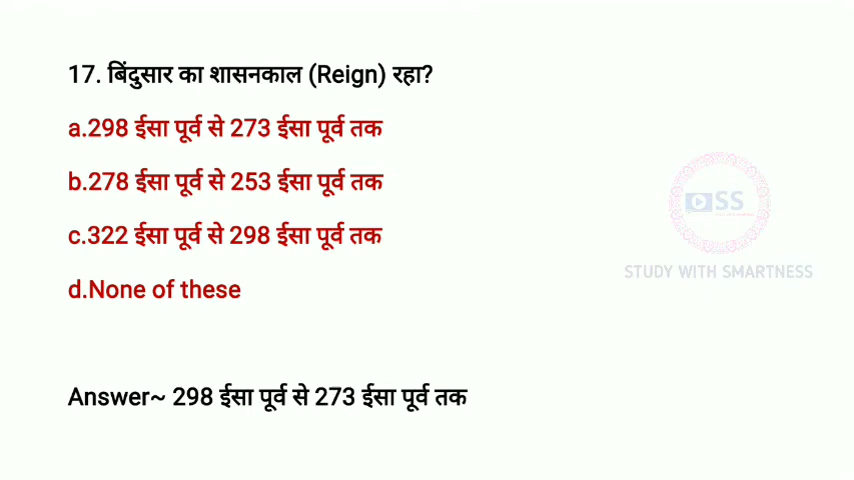 17. बिंदुसार का शासनकाल (Reign) रहा?
a.298 ईसा पूर्व से 273 ईसा पूर्व तक
b.278 ईसा पूर्व से 253 ईसा पूर्व तक
c.322 ईसा पूर्व से 298 ईसा पूर्व तक
d.None of these
SS
STUDY WITH SMARTNESS
Answer~ 298 ईसा पूर्व से 273 ईसा पूर्व तक